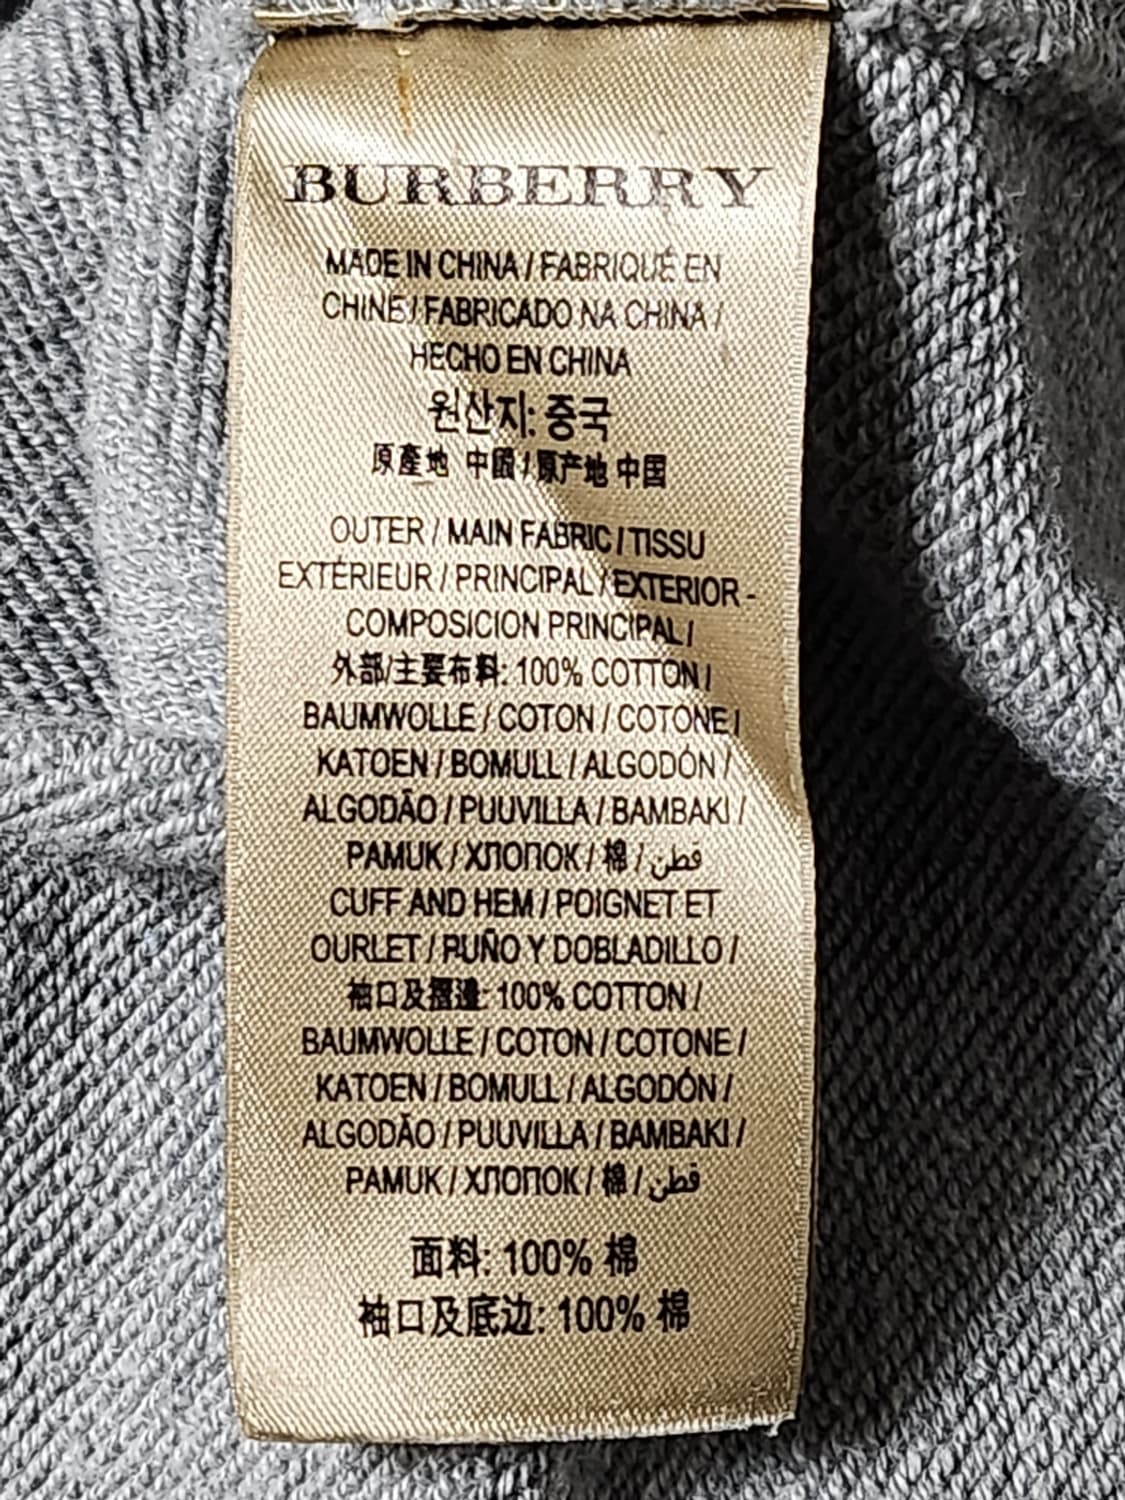 BURBERRY
MADE IN CHINA / FABRIQUÉ EN
CHINE / FABRICADO NA CHINA /
HECHO EN CHINA
원산지: 중국
原產地 中國 / 原产地 中国
OUTER / MAIN FABRIC / TISSU
EXTÉRIEUR / PRINCIPAL / EXTERIOR -
COMPOSICION PRINCIPAL /
外部/主要布料: 100% COTTON /
BAUMWOLLE / COTON / COTONE /
KATOEN / BOMULL / ALGODÓN /
ALGODÃO / PUUVILLA / BAMBAKI /
PAMUK / ХЛОПОК / 棉 / قطن
CUFF AND HEM / POIGNET ET
OURLET / PUÑO Y DOBLADILLO /
袖口及摺邊: 100% COTTON /
BAUMWOLLE / COTON / COTONE /
KATOEN / BOMULL / ALGODÓN /
ALGODÃO / PUUVILLA / BAMBAKI /
PAMUK / ХЛОПОК / 棉 / قطن
面料: 100% 棉
袖口及底边: 100% 棉